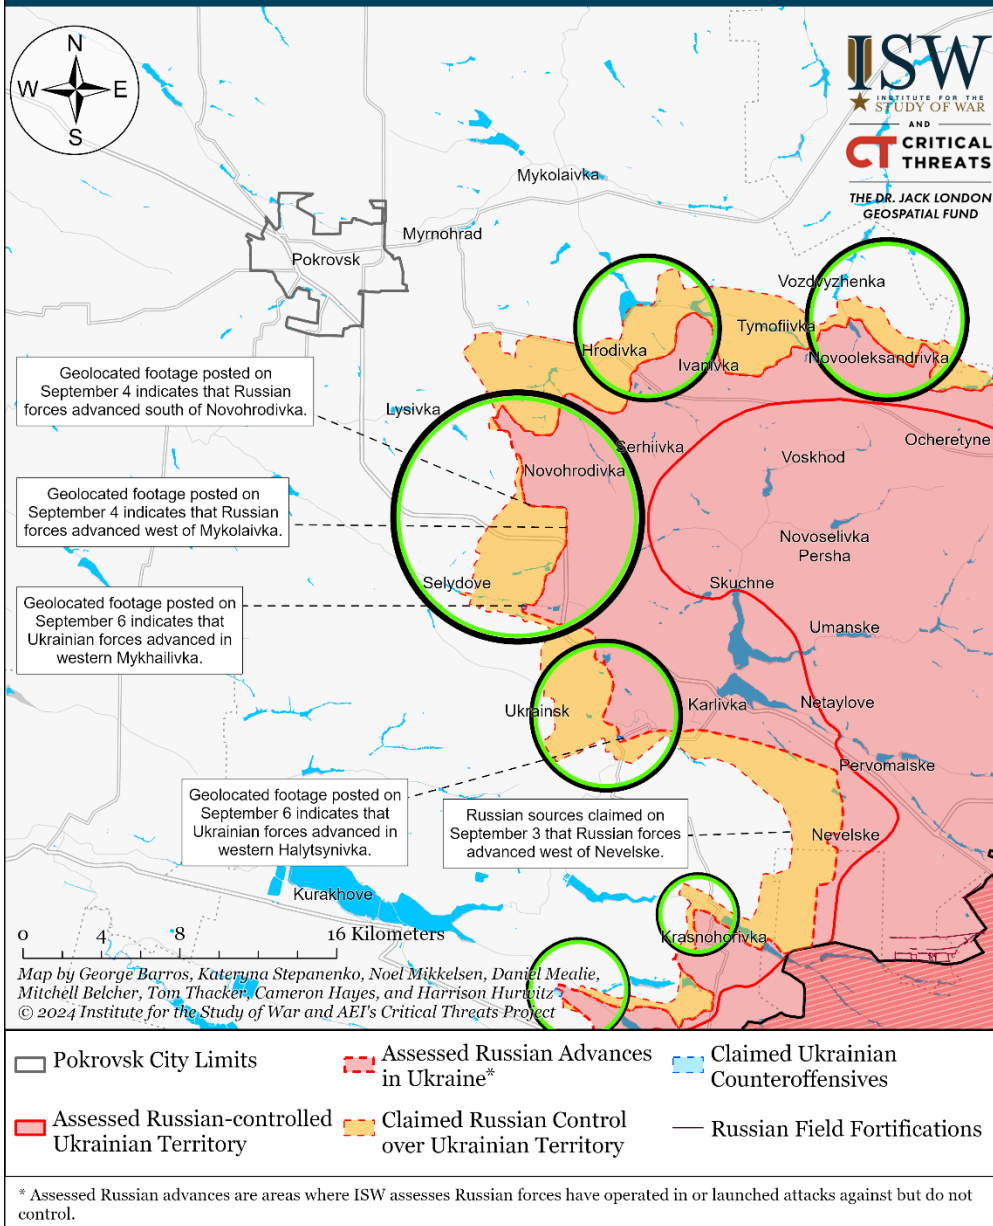 N
W E
S
ISW
INSTITUTE FOR THE
STUDY OF WAR
AND
CT CRITICAL
THREATS
THE DR. JACK LONDON
GEOSPATIAL FUND
Mykolaivka
Myrnohrad
Pokrovsk
Vozdvyzhenka
Tymofiivka
Hrodivka
Ivanivka
Novooleksandrivka
Geolocated footage posted on
September 4 indicates that Russian
forces advanced south of Novohrodivka.
Lysivka
Serhiivka
Ocheretyne
Voskhod
Novohrodivka
Geolocated footage posted on
September 4 indicates that Russian
forces advanced west of Mykolaivka.
Novoselivka
Persha
Selydove
Skuchne
Geolocated footage posted on
September 6 indicates that
Ukrainian forces advanced in
western Mykhailivka.
Umanske
Ukrainsk
Karlivka
Netaylove
Pervomaiske
Geolocated footage posted on
September 6 indicates that
Ukrainian forces advanced in
western Halytsynivka.
Russian sources claimed on
September 3 that Russian forces
advanced west of Nevelske.
Nevelske
Kurakhove
Krasnohorivka
0 4 8 16 Kilometers
Map by George Barros, Kateryna Stepanenko, Noel Mikkelsen, Daniel Mealie,
Mitchell Belcher, Tom Thacker, Cameron Hayes, and Harrison Hurwitz
© 2024 Institute for the Study of War and AEI's Critical Threats Project
Pokrovsk City Limits
Assessed Russian-controlled
Ukrainian Territory
Assessed Russian Advances
in Ukraine*
Claimed Russian Control
over Ukrainian Territory
Claimed Ukrainian
Counteroffensives
Russian Field Fortifications
* Assessed Russian advances are areas where ISW assesses Russian forces have operated in or launched attacks against but do not
control.